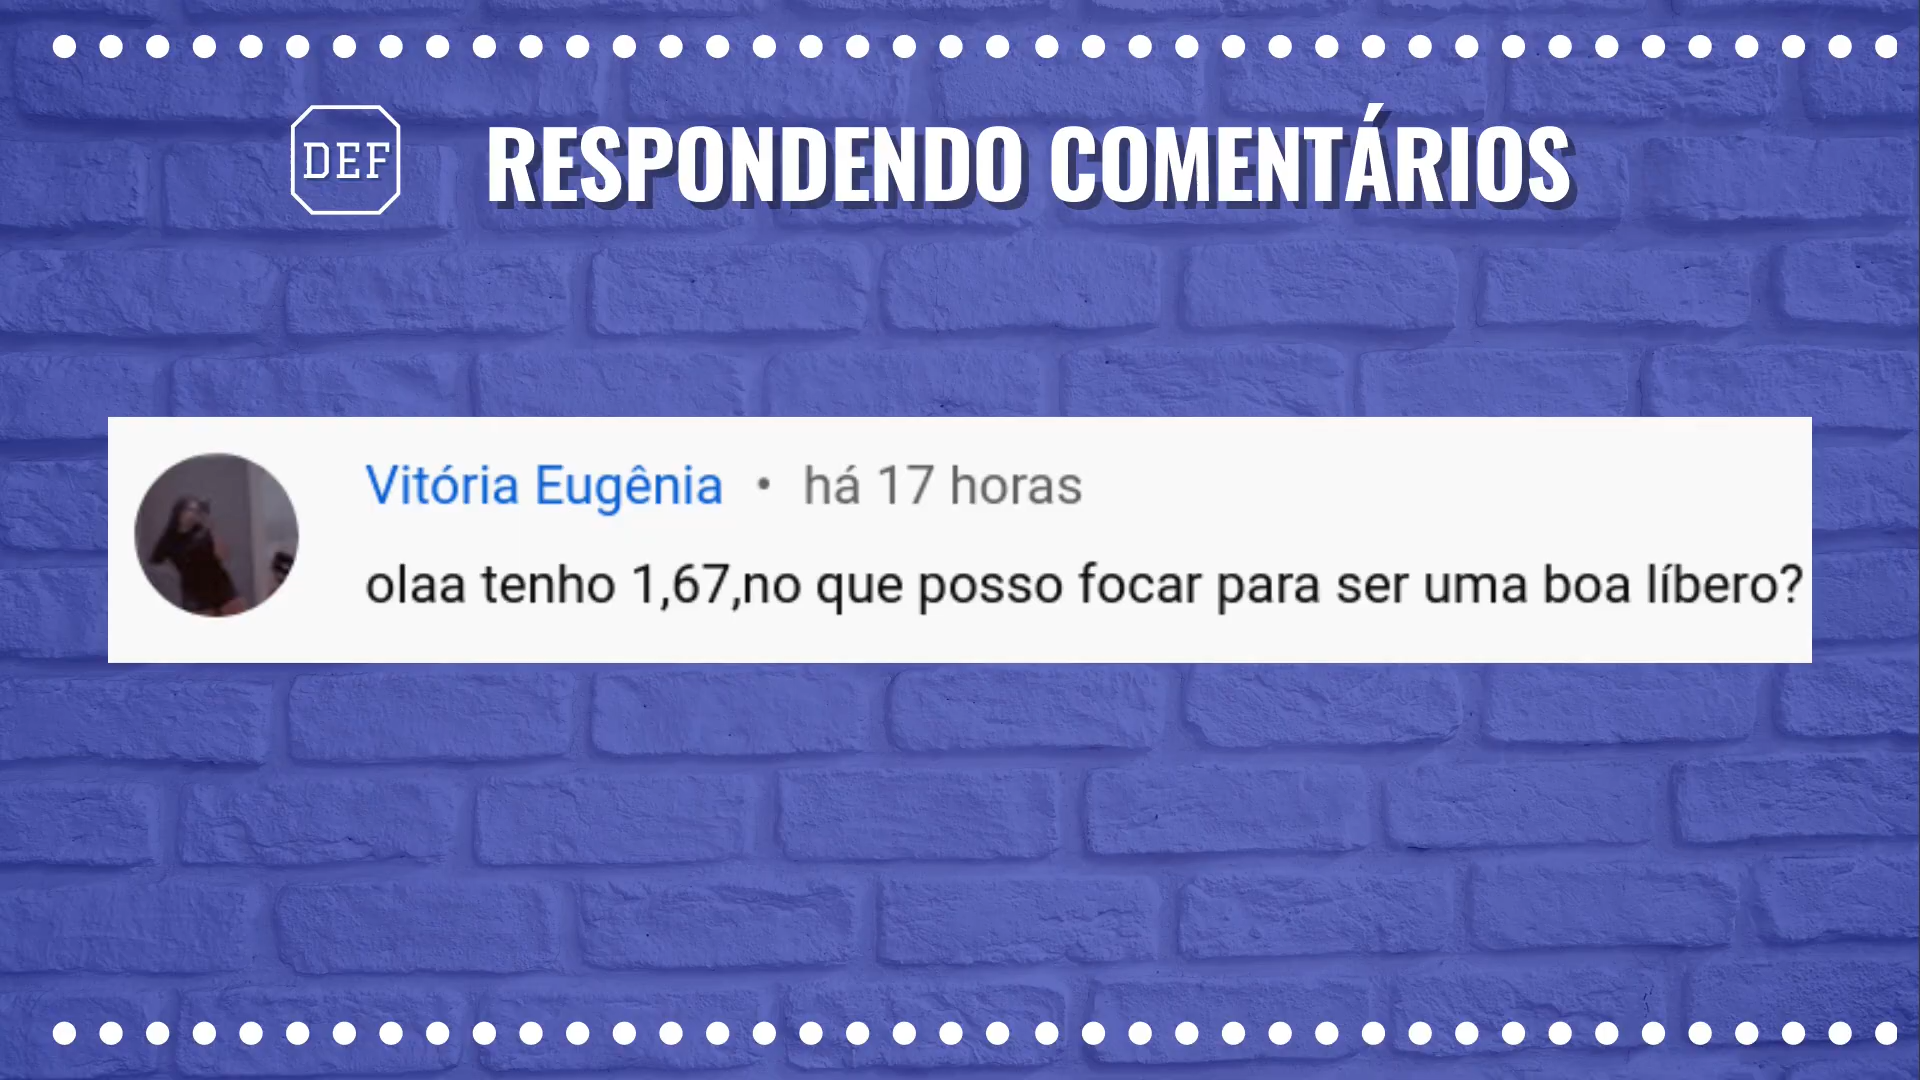 DEF
RESPONDENDO COMENTÁRIOS
Vitória Eugênia • há 17 horas
olaa tenho 1,67,no que posso focar para ser uma boa líbero?